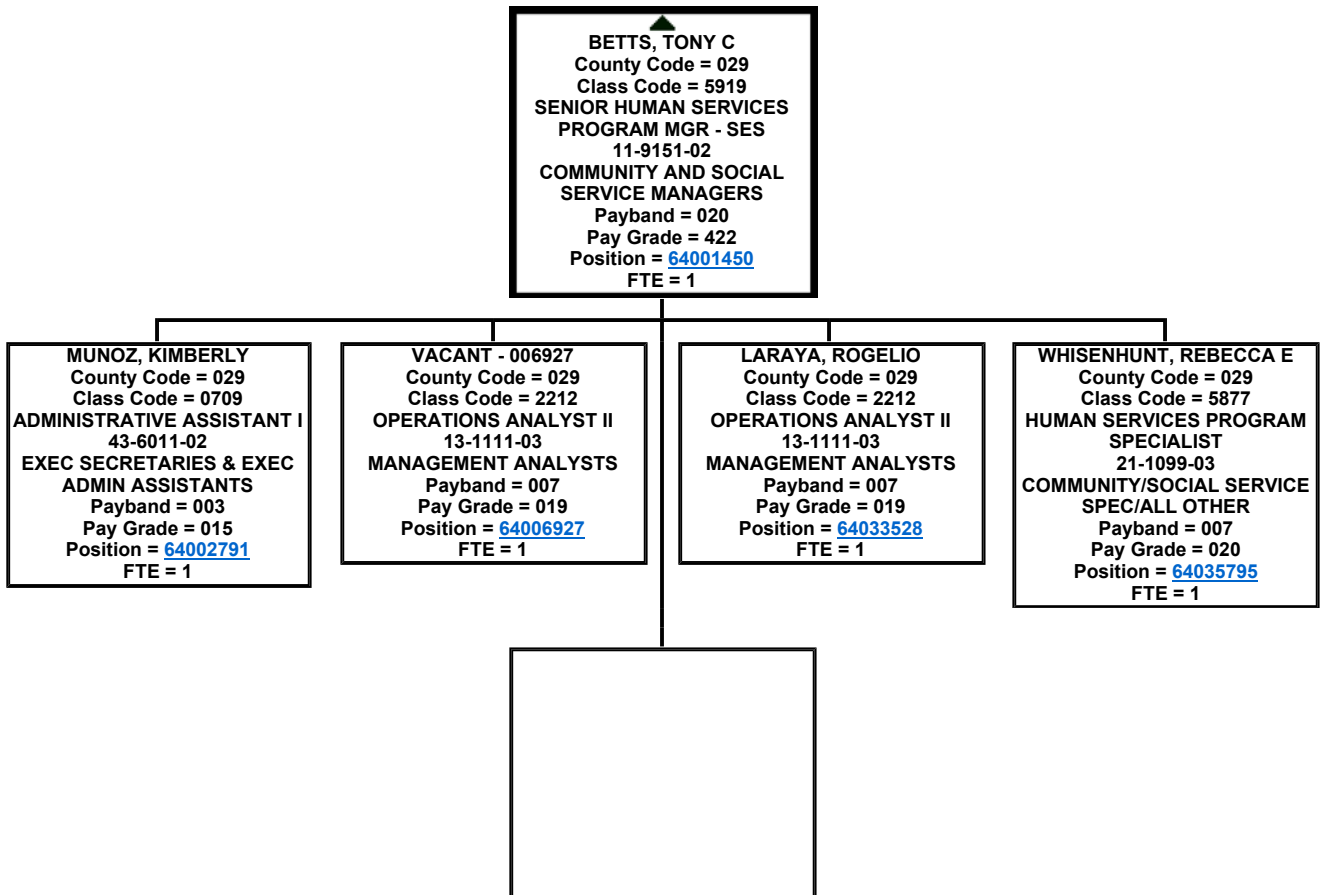 BETTS, TONY C
County Code = 029
Class Code = 5919
SENIOR HUMAN SERVICES
PROGRAM MGR - SES
11-9151-02
COMMUNITY AND SOCIAL
SERVICE MANAGERS
Payband = 020
Pay Grade = 422
Position = 64001450
FTE = 1
MUNOZ, KIMBERLY
County Code = 029
Class Code = 0709
ADMINISTRATIVE ASSISTANT I
43-6011-02
EXEC SECRETARIES & EXEC
ADMIN ASSISTANTS
Payband = 003
Pay Grade = 015
Position = 64002791
FTE = 1
VACANT - 006927
County Code = 029
Class Code = 2212
OPERATIONS ANALYST II
13-1111-03
MANAGEMENT ANALYSTS
Payband = 007
Pay Grade = 019
Position = 64006927
FTE = 1
LARAYA, ROGELIO
County Code = 029
Class Code = 2212
OPERATIONS ANALYST II
13-1111-03
MANAGEMENT ANALYSTS
Payband = 007
Pay Grade = 019
Position = 64033528
FTE = 1
WHISENHUNT, REBECCA E
County Code = 029
Class Code = 5877
HUMAN SERVICES PROGRAM
SPECIALIST
21-1099-03
COMMUNITY/SOCIAL SERVICE
SPEC/ALL OTHER
Payband = 007
Pay Grade = 020
Position = 64035795
FTE = 1